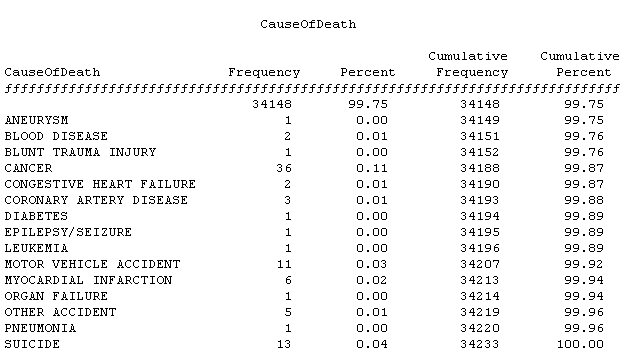 CauseOfDeath
Cumulative Cumulative
CauseOfDeath Frequency Percent Frequency Percent
ƒƒƒƒƒƒƒƒƒƒƒƒƒƒƒƒƒƒƒƒƒƒƒƒƒƒƒƒƒƒƒƒƒƒƒƒƒƒƒƒƒƒƒƒƒƒƒƒƒƒƒƒƒƒƒƒƒƒƒƒƒƒƒƒƒƒƒƒƒƒƒƒƒƒƒƒƒ
34148 99.75 34148 99.75
ANEURYSM 1 0.00 34149 99.75
BLOOD DISEASE 2 0.01 34151 99.76
BLUNT TRAUMA INJURY 1 0.00 34152 99.76
CANCER 36 0.11 34188 99.87
CONGESTIVE HEART FAILURE 2 0.01 34190 99.87
CORONARY ARTERY DISEASE 3 0.01 34193 99.88
DIABETES 1 0.00 34194 99.89
EPILEPSY/SEIZURE 1 0.00 34195 99.89
LEUKEMIA 1 0.00 34196 99.89
MOTOR VEHICLE ACCIDENT 11 0.03 34207 99.92
MYOCARDIAL INFARCTION 6 0.02 34213 99.94
ORGAN FAILURE 1 0.00 34214 99.94
OTHER ACCIDENT 5 0.01 34219 99.96
PNEUMONIA 1 0.00 34220 99.96
SUICIDE 13 0.04 34233 100.00